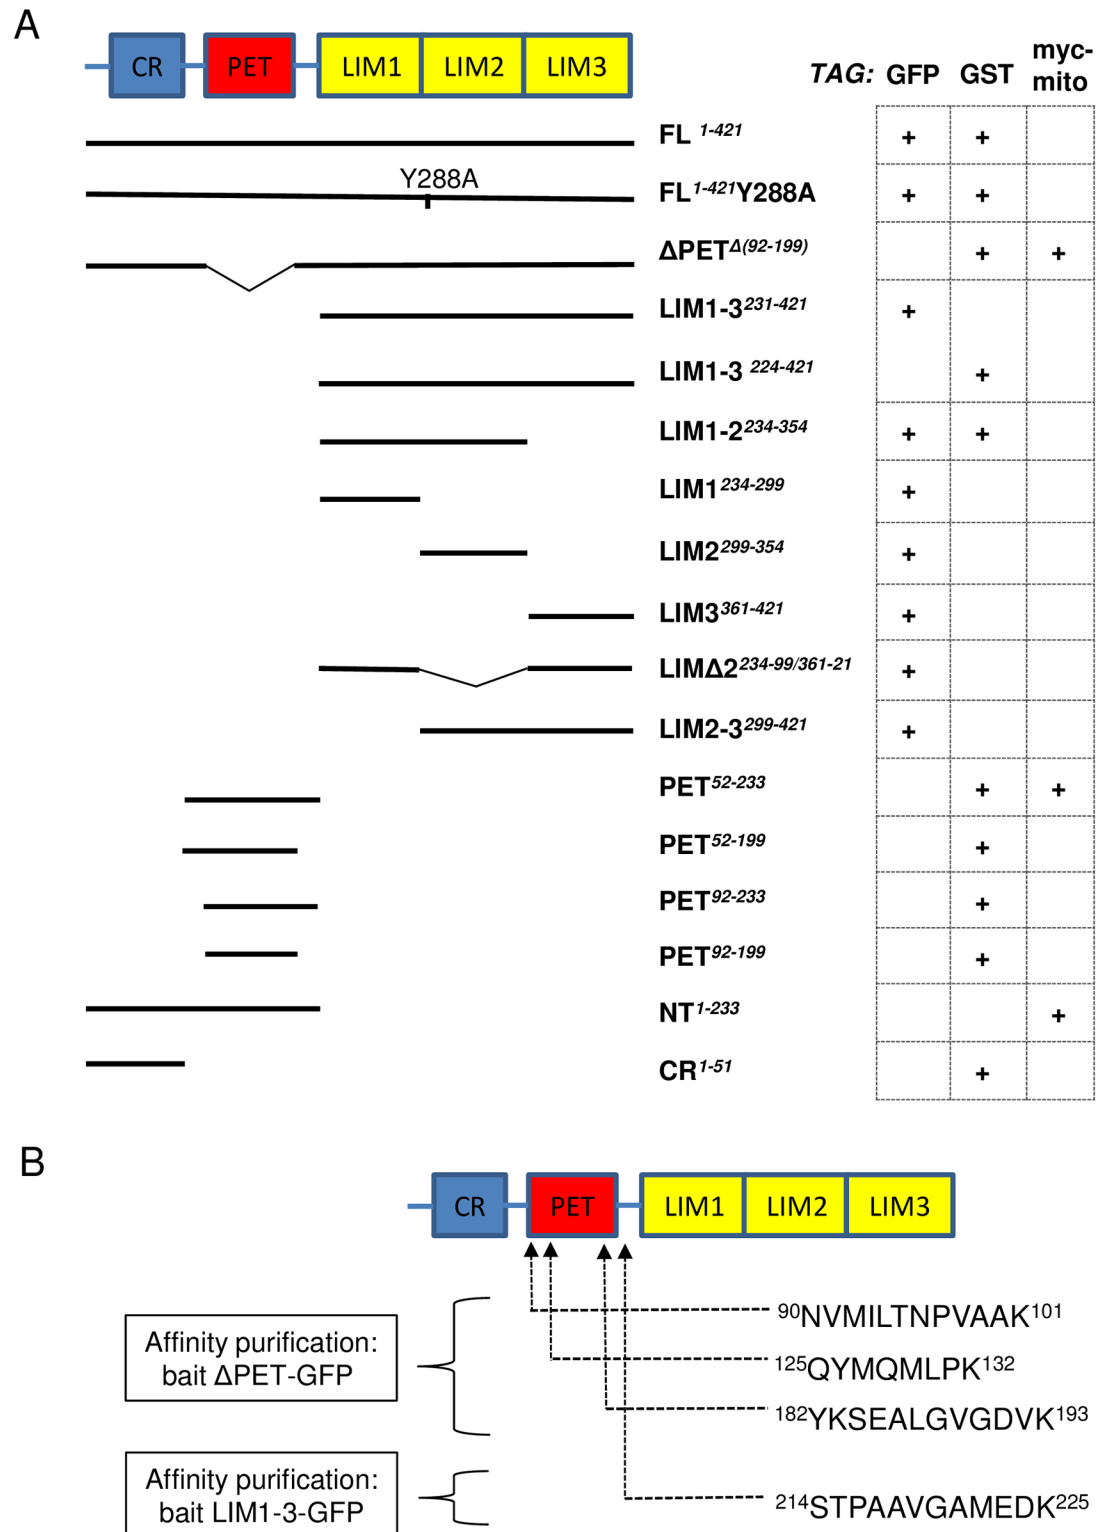 A
CR PET LIM1 LIM2 LIM3
TAG: GFP GST myc-mito
FL 1-421 + +
Y288A
FL1-421Y288A + +
ΔPETΔ(92-199) + +
LIM1-3231-421 +
LIM1-3 224-421 +
LIM1-2234-354 + +
LIM1234-299 +
LIM2299-354 +
LIM3361-421 +
LIMΔ2234-99/361-21 +
LIM2-3299-421 +
PET52-233 + +
PET52-199 +
PET92-233 +
PET92-199 +
NT1-233 +
CR1-51 +
B
CR PET LIM1 LIM2 LIM3
Affinity purification:
bait ΔPET-GFP
90NVMILTNPVAAK101
125QYMQMLPK132
182YKSEALGVGDVK193
Affinity purification:
bait LIM1-3-GFP
214STPAAVGAMEDK225